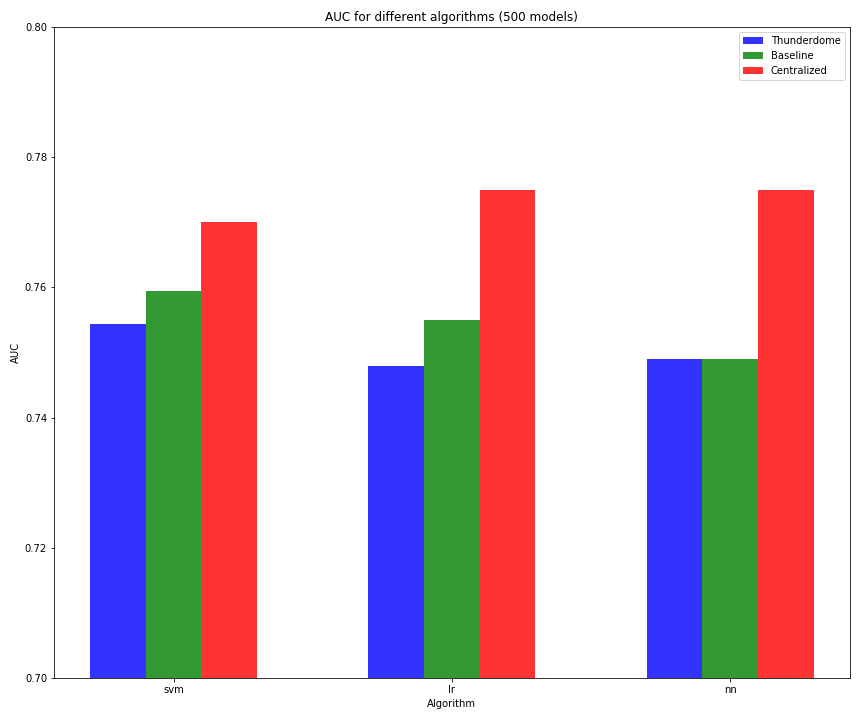 AUC for different algorithms (500 models)
Thunderdome
Baseline
Centralized
0.80
0.78
0.76
0.74
0.72
0.70
AUC
svm
lr
nn
Algorithm